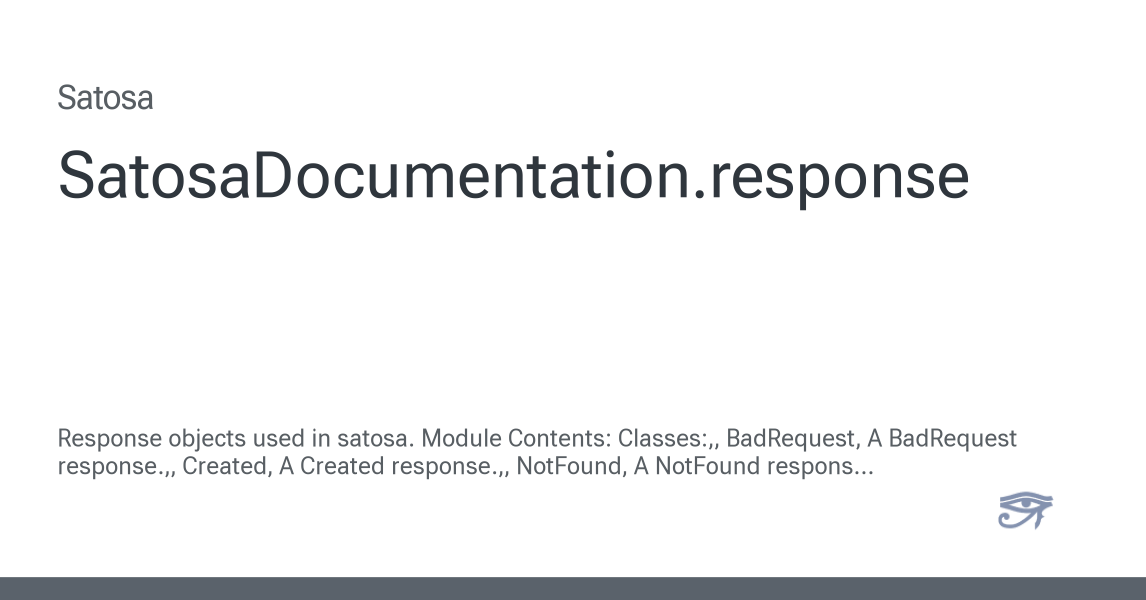 Satosa
SatosaDocumentation.response
Response objects used in satosa. Module Contents: Classes:,, BadRequest, A BadRequest
response.,, Created, A Created response.,, NotFound, A NotFound respons...